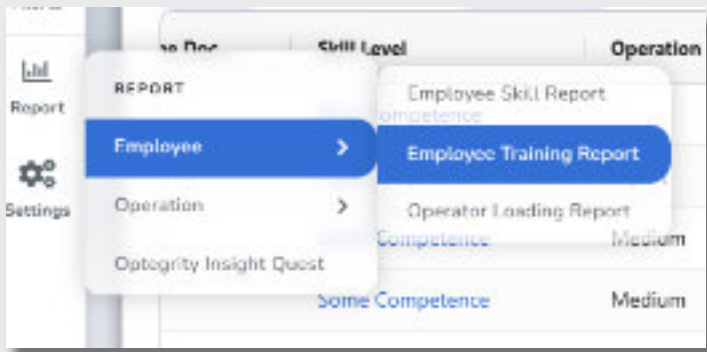 Skill Level
Operation
Report
REPORT
Employee Skill Report
Employee
Employee Training Report
Settings
Operation
Operator Loading Report
Competence
Medium
Optegrity Insight Quest
Some Competence
Medium